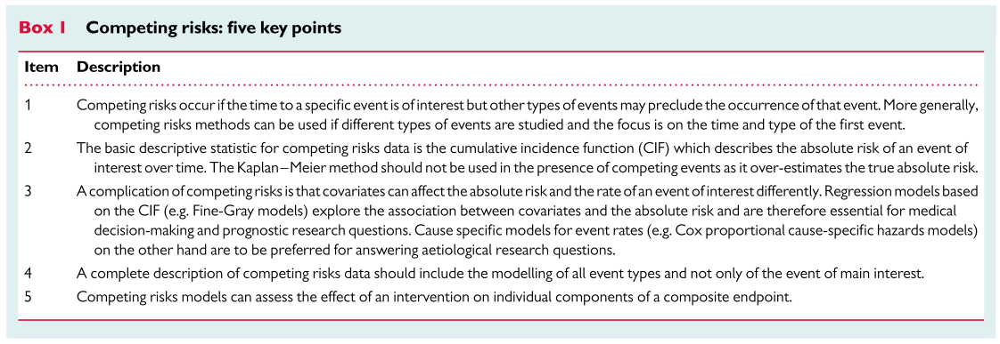 Box 1 Competing risks: five key points
Item Description
1 Competing risks occur if the time to a specific event is of interest but other types of events may preclude the occurrence of that event. More generally,
competing risks methods can be used if different types of events are studied and the focus is on the time and type of the first event.
2 The basic descriptive statistic for competing risks data is the cumulative incidence function (CIF) which describes the absolute risk of an event of
interest over time. The Kaplan–Meier method should not be used in the presence of competing events as it over-estimates the true absolute risk.
3 A complication of competing risks is that covariates can affect the absolute risk and the rate of an event of interest differently. Regression models based
on the CIF (e.g. Fine-Gray models) explore the association between covariates and the absolute risk and are therefore essential for medical
decision-making and prognostic research questions. Cause specific models for event rates (e.g. Cox proportional cause-specific hazards models)
on the other hand are to be preferred for answering aetiological research questions.
4 A complete description of competing risks data should include the modelling of all event types and not only of the event of main interest.
5 Competing risks models can assess the effect of an intervention on individual components of a composite endpoint.